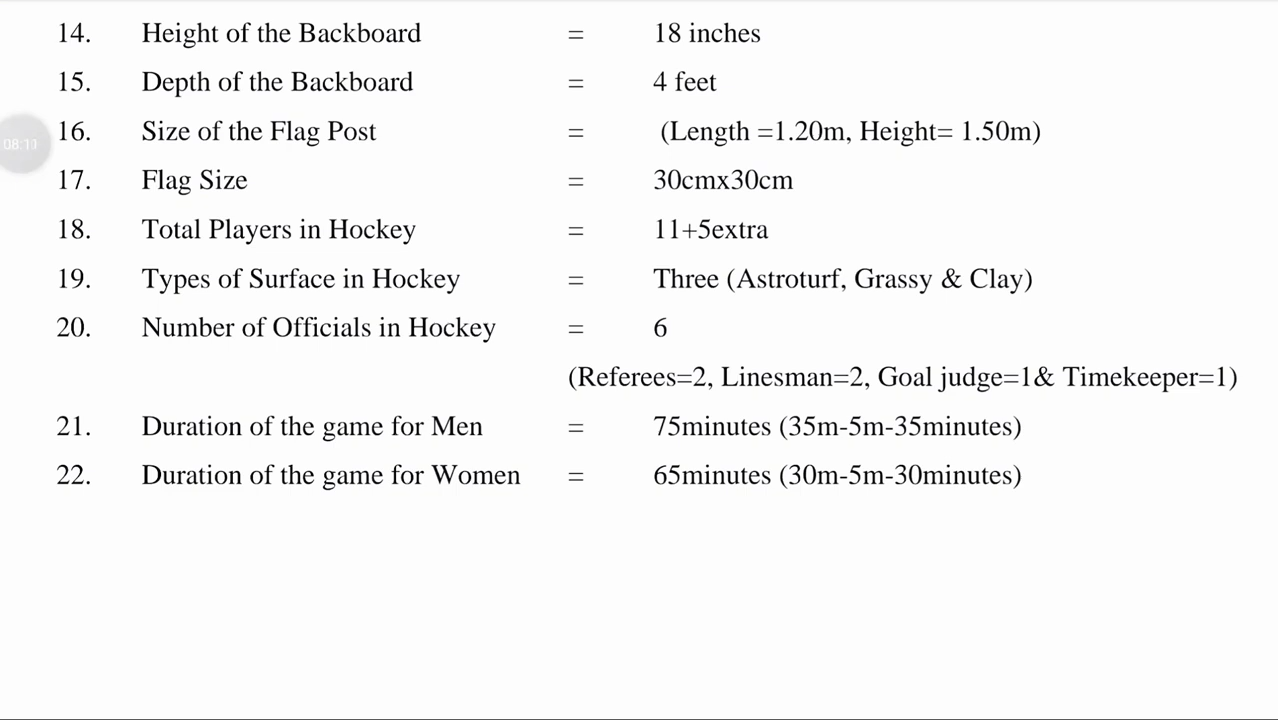 14. Height of the Backboard = 18 inches
15. Depth of the Backboard = 4 feet
16. Size of the Flag Post = (Length =1.20m, Height= 1.50m)
08:11
17. Flag Size = 30cmx30cm
18. Total Players in Hockey = 11+5extra
19. Types of Surface in Hockey = Three (Astroturf, Grassy & Clay)
20. Number of Officials in Hockey = 6
(Referees=2, Linesman=2, Goal judge=1& Timekeeper=1)
21. Duration of the game for Men = 75minutes (35m-5m-35minutes)
22. Duration of the game for Women = 65minutes (30m-5m-30minutes)